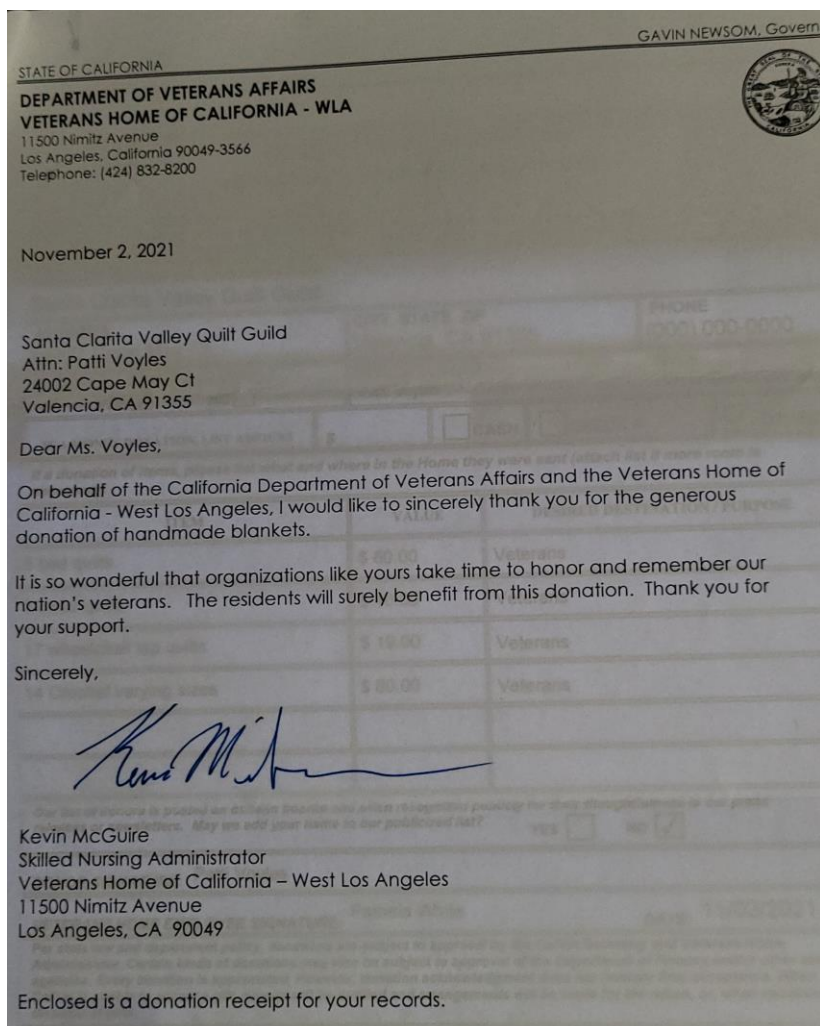 GAVIN NEWSOM, Govern
STATE OF CALIFORNIA
DEPARTMENT OF VETERANS AFFAIRS
VETERANS HOME OF CALIFORNIA - WLA
11500 Nimitz Avenue
Los Angeles, California 90049-3566
Telephone: (424) 832-8200
November 2, 2021
Santa Clarita Valley Quilt Guild
Attn: Patti Voyles
24002 Cape May Ct
Valencia, CA 91355
Dear Ms. Voyles,
On behalf of the California Department of Veterans Affairs and the Veterans Home of
California - West Los Angeles, I would like to sincerely thank you for the generous
donation of handmade blankets.
It is so wonderful that organizations like yours take time to honor and remember our
nation's veterans. The residents will surely benefit from this donation. Thank you for
your support.
Sincerely,
Kevin McGuire
Skilled Nursing Administrator
Veterans Home of California – West Los Angeles
11500 Nimitz Avenue
Los Angeles, CA 90049
Enclosed is a donation receipt for your records.